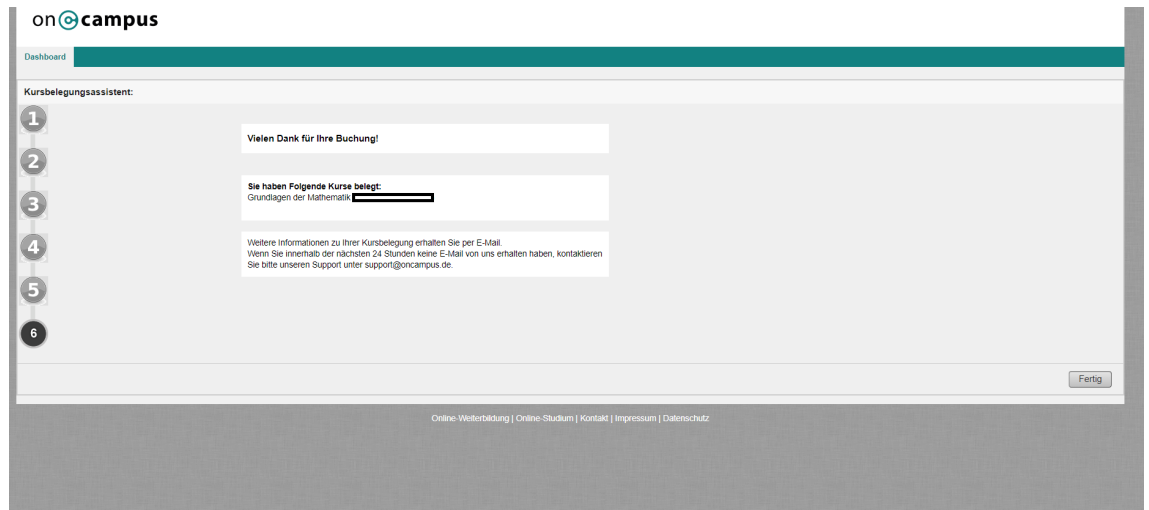 oncampus
Dashboard
Kursbelegungsassistent:
1
2
3
4
5
6
Vielen Dank für Ihre Buchung!
Sie haben Folgende Kurse belegt:
Grundlagen der Mathematik
Weitere Informationen zu Ihrer Kursbelegung erhalten Sie per E-Mail.
Wenn Sie innerhalb der nächsten 24 Stunden keine E-Mail von uns erhalten haben, kontaktieren
Sie bitte unseren Support unter support@oncampus.de.
Fertig
Online-Weiterbildung | Online-Studium | Kontakt | Impressum | Datenschutz